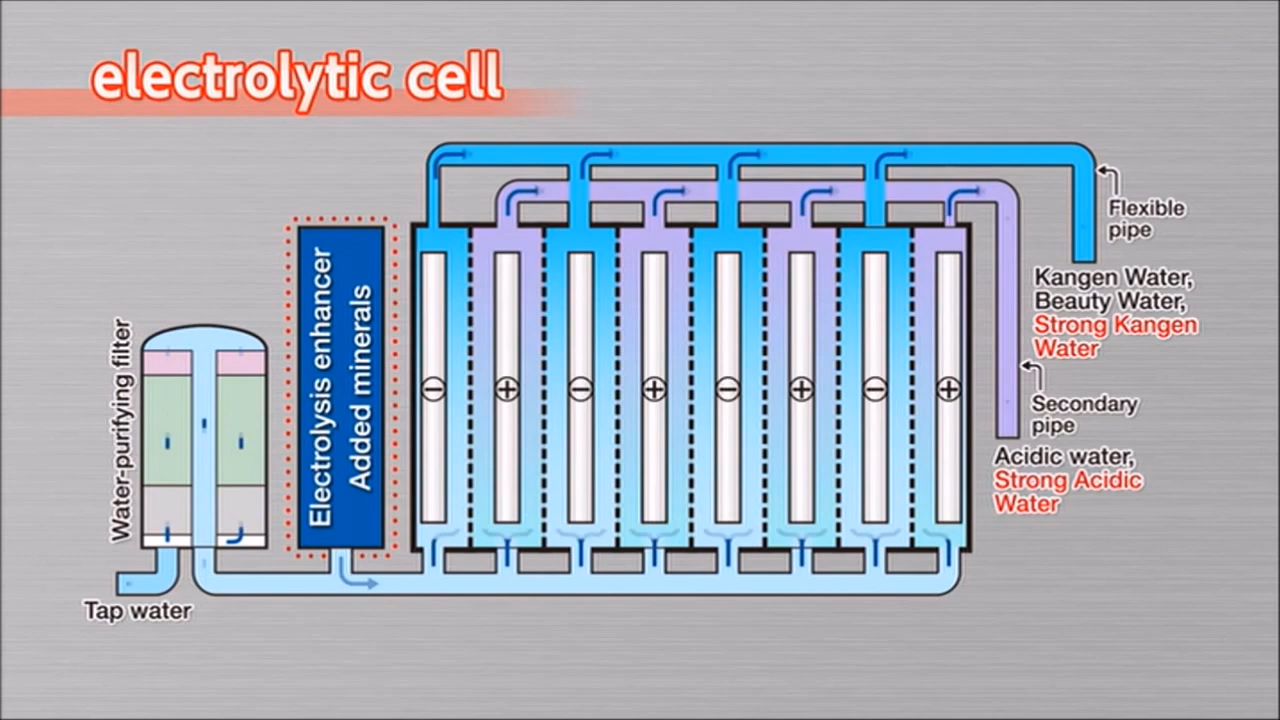 electrolytic cell
Flexible
pipe
Kangen Water,
Beauty Water,
Strong Kangen
Water
Secondary
pipe
Acidic water,
Strong Acidic
Water
Electrolysis enhancer
Added minerals
Water-purifying filter
Tap water